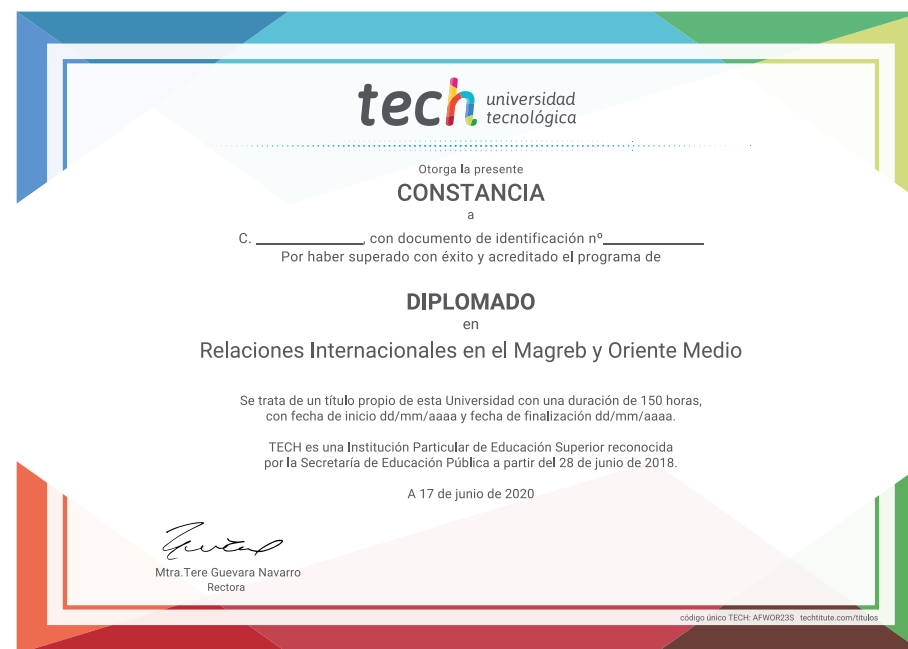 tech universidad
tecnológica
Otorga la presente
CONSTANCIA
a
C. ____________, con documento de identificación nº____________
Por haber superado con éxito y acreditado el programa de
DIPLOMADO
en
Relaciones Internacionales en el Magreb y Oriente Medio
Se trata de un título propio de esta Universidad con una duración de 150 horas,
con fecha de inicio dd/mm/aaaa y fecha de finalización dd/mm/aaaa.
TECH es una Institución Particular de Educación Superior reconocida
por la Secretaría de Educación Pública a partir del 28 de junio de 2018.
A 17 de junio de 2020
Mtra.Tere Guevara Navarro
Rectora
código único TECH: AFWOR23S techtitute.com/titulos